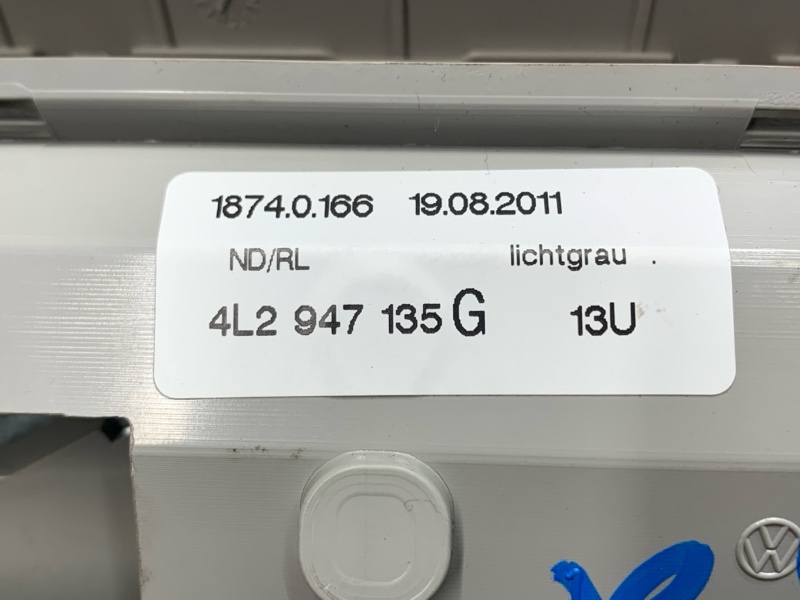 1874.0.166 19.08.2011
ND/RL lichtgrau .
4L2 947 135 G 13U